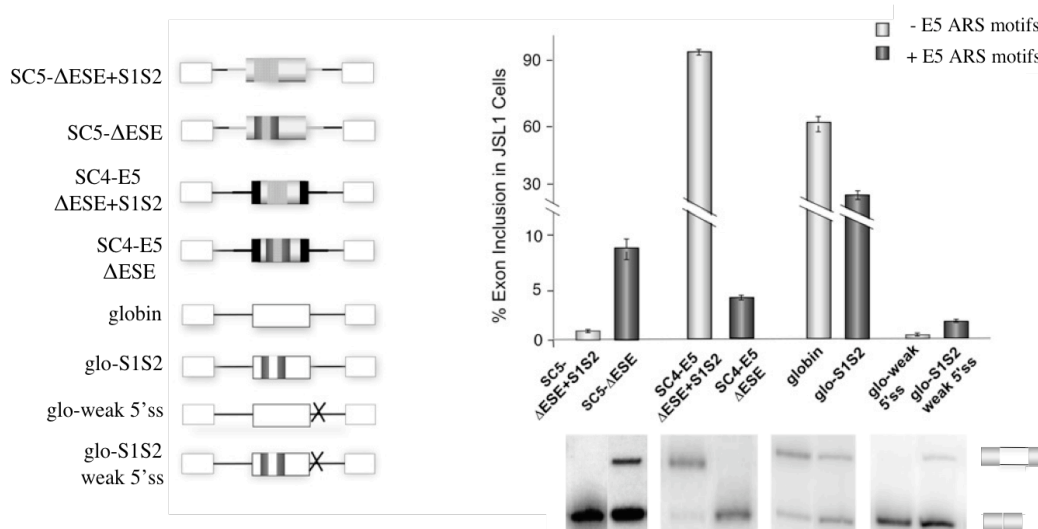 SC5-ΔESE+S1S2
SC5-ΔESE
SC4-E5
ΔESE+S1S2
SC4-E5
ΔESE
globin
glo-S1S2
glo-weak 5'ss
glo-S1S2
weak 5'ss
- E5 ARS motifs
+ E5 ARS motifs
% Exon Inclusion in JSL1 Cells
90
60
30
10
5
0
SC5-
ΔESE+S1S2
SC5-ΔESE
SC4-E5
ΔESE+S1S2
SC4-E5
ΔESE
globin
glo-S1S2
glo-weak
5'ss
glo-S1S2
weak 5'ss